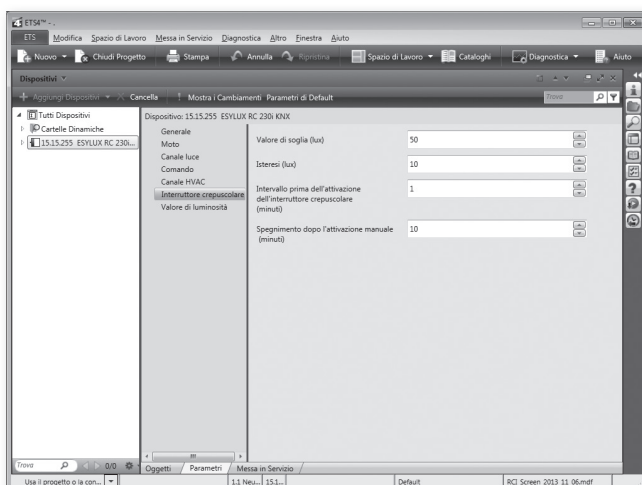 ETS4™ - .
ETS Modifica Spazio di Lavoro Messa in Servizio Diagnostica Altro Finestra Aiuto
Nuovo Chiudi Progetto Stampa Annulla Ripristina Spazio di Lavoro Cataloghi Diagnostica Aiuto
Dispositivi
Aggiungi Dispositivi Cancella ! Mostra i Cambiamenti Parametri di Default Trova
Tutti Dispositivi
Cartelle Dinamiche
15.15.255 ESYLUX RC 230i...
Dispositivo: 15.15.255 ESYLUX RC 230i KNX
Generale
Moto
Canale luce
Comando
Canale HVAC
Interruttore crepuscolare
Valore di luminosità
Valore di soglia (lux) 50
Isteresi (lux) 10
Intervallo prima dell'attivazione 1
dell'interruttore crepuscolare
(minuti)
Spegnimento dopo l'attivazione manuale 10
(minuti)
Trova 0/0
Oggetti Parametri Messa in Servizio
Usa il progetto o la con... 1.1 Neu... 15.1... Default RCI Screen 2013 11 06.mdf